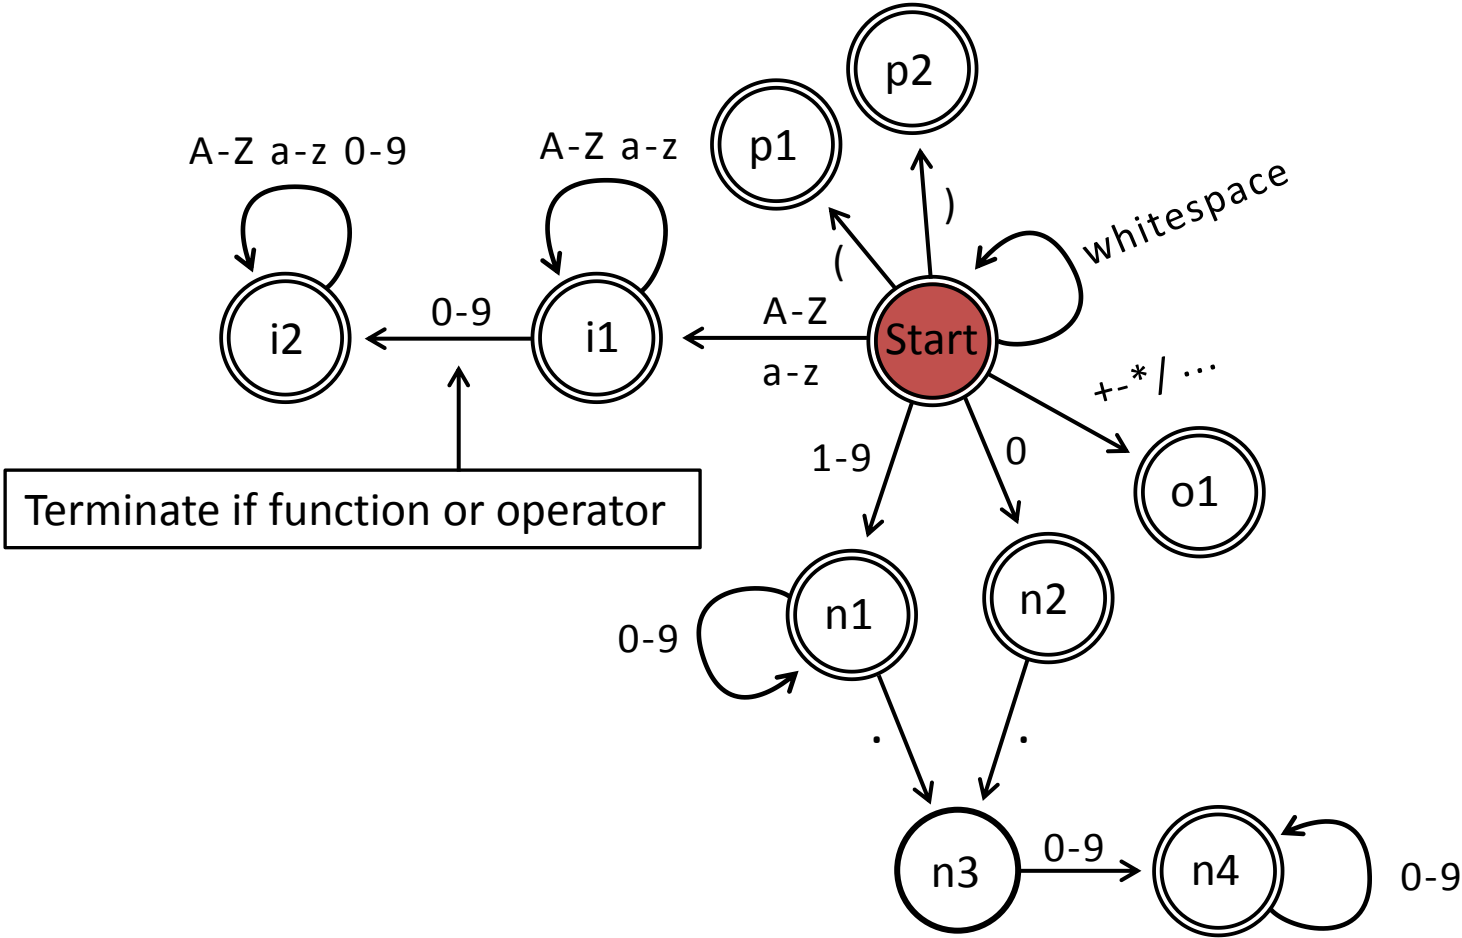 p2
p1
A-Z a-z 0-9
A-Z a-z
)
whitespace
(
i2
0-9
i1
A-Z
a-z
Start
+-*/ ...
1-9
0
o1
Terminate if function or operator
0-9
n1
n2
.
.
n3
0-9
n4
0-9